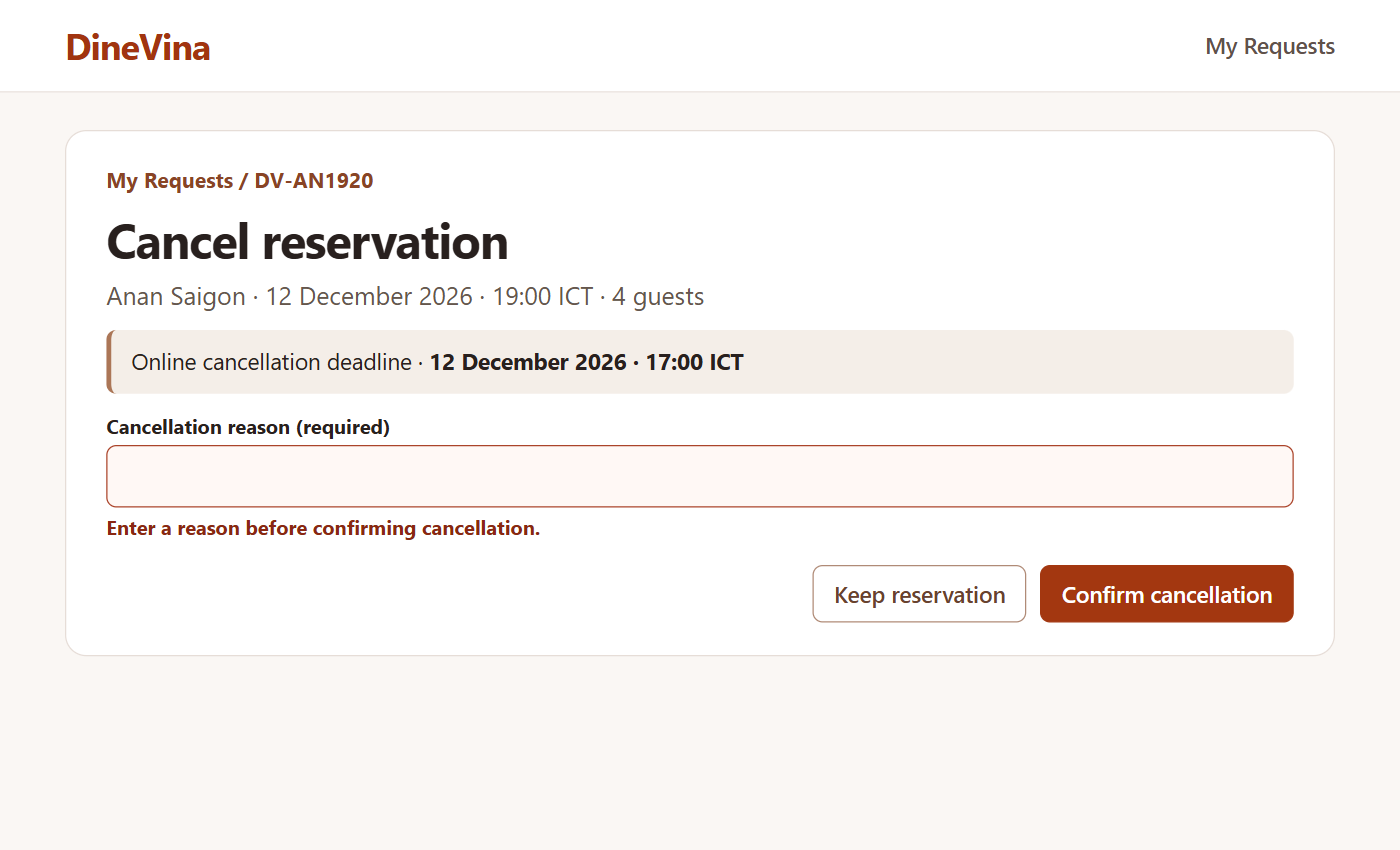 DineVina
My Requests
My Requests / DV-AN1920
Cancel reservation
Anan Saigon · 12 December 2026 · 19:00 ICT · 4 guests
Online cancellation deadline · 12 December 2026 · 17:00 ICT
Cancellation reason (required)
Enter a reason before confirming cancellation.
Keep reservation
Confirm cancellation